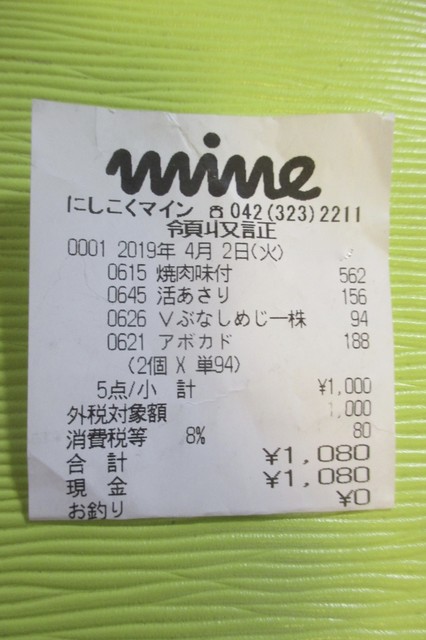 mine
にしこくマイン ☎042(323)2211
領収証
0001 2019年 4月 2日(火)
0615 焼肉味付 562
0645 活あさり 156
0626 Vぶなしめじ一株 94
0621 アボカド 188
(2個 X 単94)
5点/小 計 ¥1,000
外税対象額 1,000
消費税等 8% 80
合 計 ¥1,080
現 金 ¥1,080
お釣り ¥0